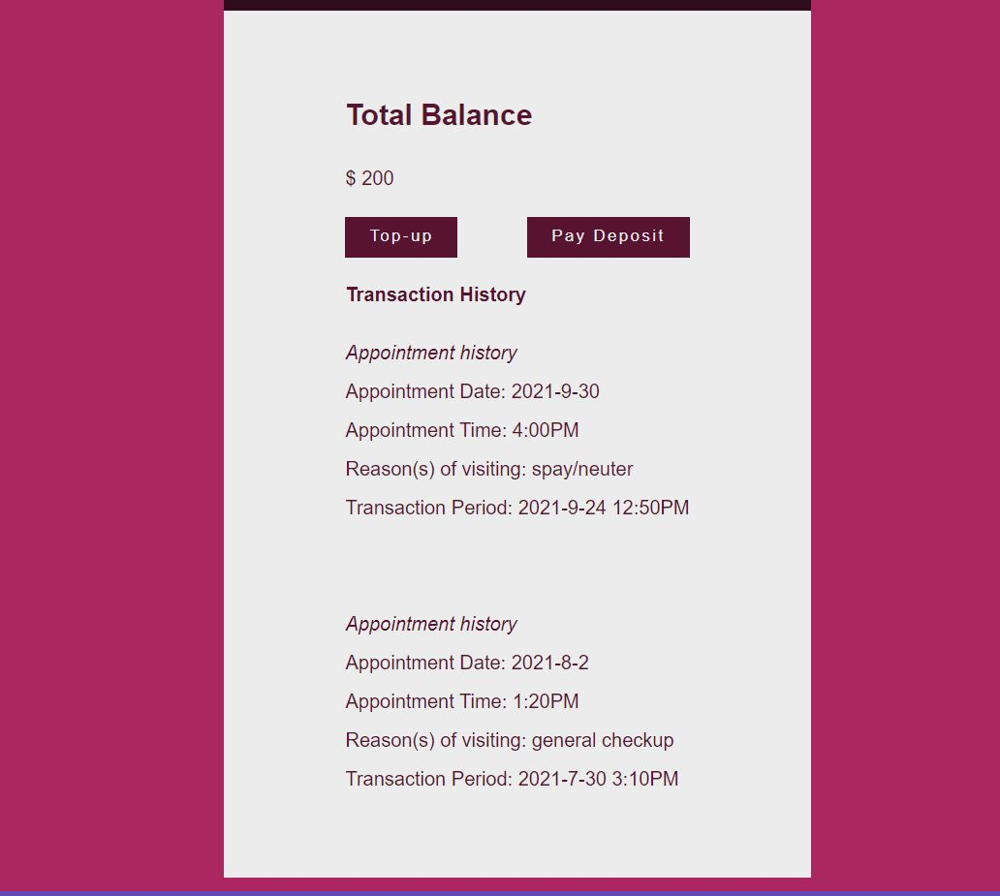 Total Balance
$ 200
Top-up
Pay Deposit
Transaction History
Appointment history
Appointment Date: 2021-9-30
Appointment Time: 4:00PM
Reason(s) of visiting: spay/neuter
Transaction Period: 2021-9-24 12:50PM
Appointment history
Appointment Date: 2021-8-2
Appointment Time: 1:20PM
Reason(s) of visiting: general checkup
Transaction Period: 2021-7-30 3:10PM